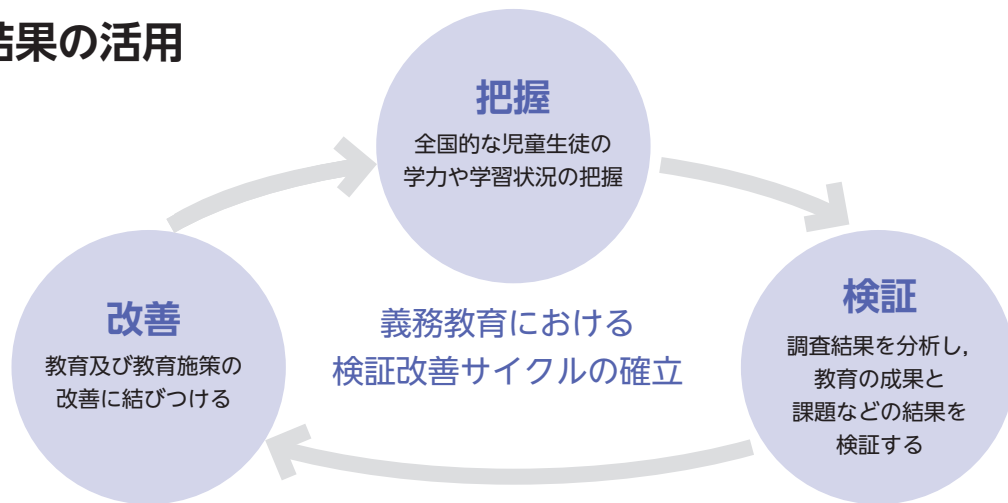 結果の活用
把握
全国的な児童生徒の
学力や学習状況の把握
検証
調査結果を分析し,
教育の成果と
課題などの結果を
検証する
改善
教育及び教育施策の
改善に結びつける
義務教育における
検証改善サイクルの確立